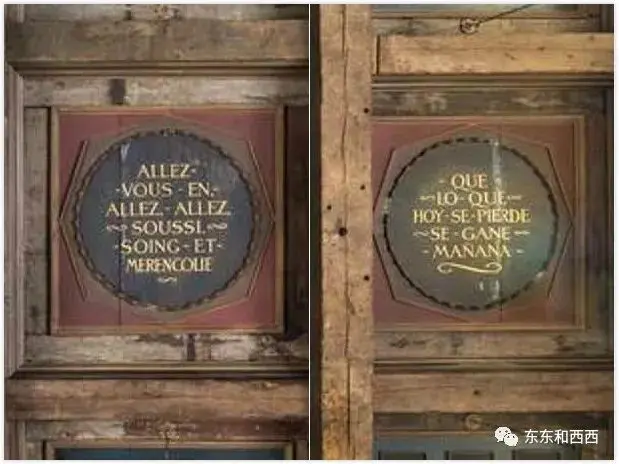 ALLEZ-
-VOUS-EN.
ALLEZ.-ALLEZ.
SOUSSI.
-SOING-ET-
MERENCOLIE
-QUE-
-LO-QUE-
HOY-SE-PIERDE
SE-GANE
-MAÑANA-
东东和西西